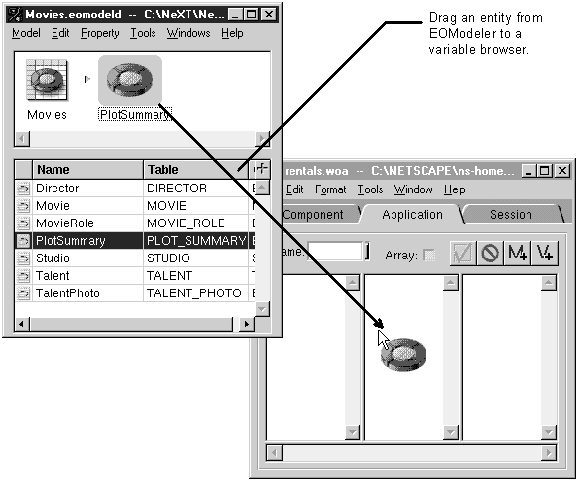 Movies.eomodeld -- C:\NeXT\Ne...
Model Edit Property Tools Windows Help
Movies
PlotSummary
Name Table
Director DIRECTOR
Movie MOVIE
MovieRole MOVIE_ROLE
PlotSummary PLOT_SUMMARY
Studio STUDIO
Talent TALENT
TalentPhoto TALENT_PHOTO
Drag an entity from
EOModeler to a
variable browser.
rentals.woa -- C:\NETSCAPE\ns-home...
Edit Format Tools Window Help
Component Application Session
ame: Array:
M+ V+